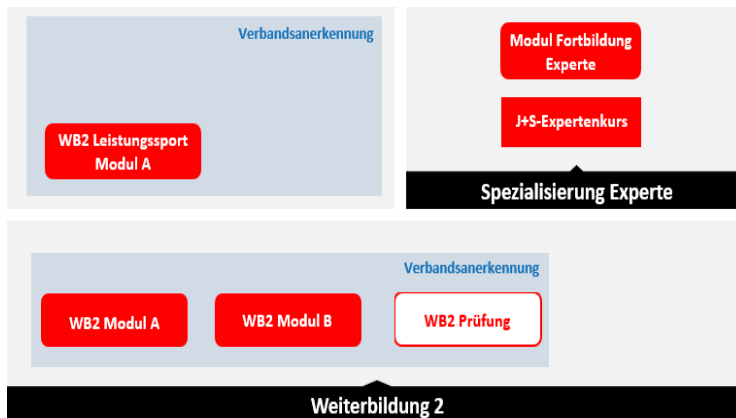 Verbandsanerkennung
WB2 Leistungssport
Modul A
Modul Fortbildung
Experte
J+S-Expertenkurs
Spezialisierung Experte
Verbandsanerkennung
WB2 Modul A
WB2 Modul B
WB2 Prüfung
Weiterbildung 2